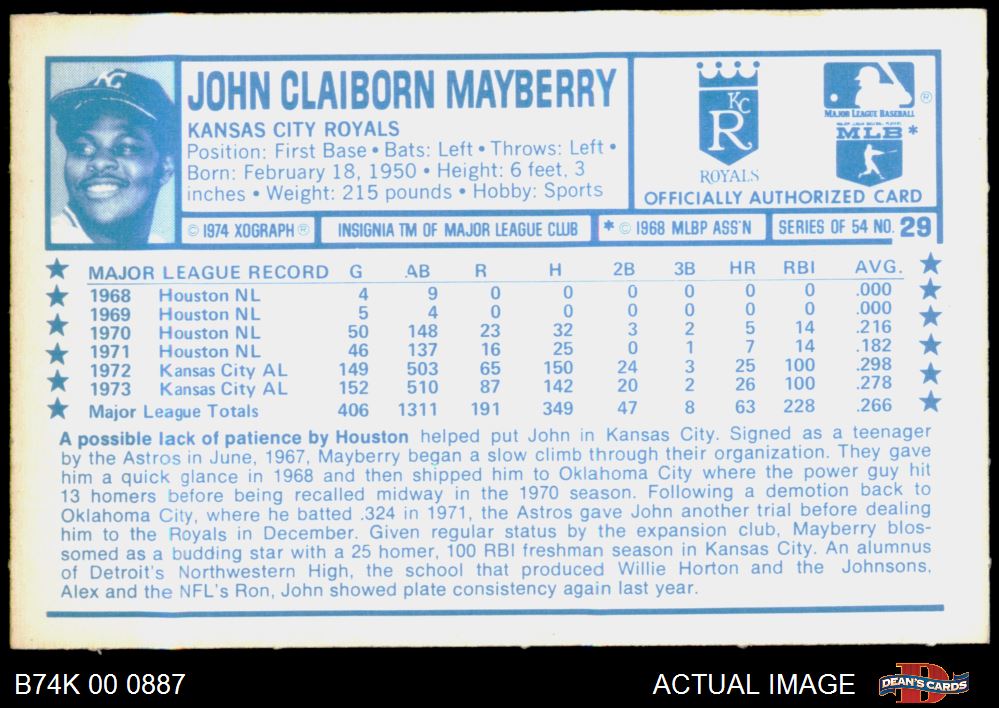 KC
JOHN CLAIBORN MAYBERRY
KANSAS CITY ROYALS
Position: First Base • Bats: Left • Throws: Left •
Born: February 18, 1950 • Height: 6 feet, 3
inches • Weight: 215 pounds • Hobby: Sports
KC
R
ROYALS
®
MAJOR LEAGUE BASEBALL
MLB *
OFFICIALLY AUTHORIZED CARD
© 1974 XOGRAPH ® INSIGNIA TM OF MAJOR LEAGUE CLUB * © 1968 MLBP ASS'N SERIES OF 54 NO. 29
MAJOR LEAGUE RECORD G AB R H 2B 3B HR RBI AVG.
1968 Houston NL 4 9 0 0 0 0 0 0 .000
1969 Houston NL 5 4 0 0 0 0 0 0 .000
1970 Houston NL 50 148 23 32 3 2 5 14 .216
1971 Houston NL 46 137 16 25 0 1 7 14 .182
1972 Kansas City AL 149 503 65 150 24 3 25 100 .298
1973 Kansas City AL 152 510 87 142 20 2 26 100 .278
Major League Totals 406 1311 191 349 47 8 63 228 .266
A possible lack of patience by Houston helped put John in Kansas City. Signed as a teenager
by the Astros in June, 1967, Mayberry began a slow climb through their organization. They gave
him a quick glance in 1968 and then shipped him to Oklahoma City where the power guy hit
13 homers before being recalled midway in the 1970 season. Following a demotion back to
Oklahoma City, where he batted .324 in 1971, the Astros gave John another trial before dealing
him to the Royals in December. Given regular status by the expansion club, Mayberry blos-
somed as a budding star with a 25 homer, 100 RBI freshman season in Kansas City. An alumnus
of Detroit's Northwestern High, the school that produced Willie Horton and the Johnsons,
Alex and the NFL's Ron, John showed plate consistency again last year.
B74K 00 0887
ACTUAL IMAGE
D
DEAN'S CARDS